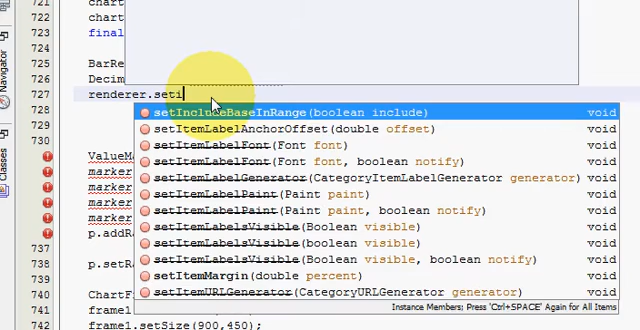 721
722
723
726
727
728
729
730
737
738
739
740
741
742
chart
chart
final
BarRe
Decim
renderer.seti
ValueMa
marker
marker
marker
marker
p.addRa
p.setRa
ChartF
frame1
frame1.setSize(900,450);
Navigator
Classes
setIncludeBaseInRange(boolean include) void
setItemLabelAnchorOffset(double offset) void
setItemLabelFont(Font font) void
setItemLabelFont(Font font, boolean notify) void
setItemLabelGenerator(CategoryItemLabelGenerator generator) void
setItemLabelPaint(Paint paint) void
setItemLabelPaint(Paint paint, boolean notify) void
setItemLabelsVisible(Boolean visible) void
setItemLabelsVisible(boolean visible) void
setItemLabelsVisible(Boolean visible, boolean notify) void
setItemMargin(double percent) void
setItemURLGenerator(CategoryURLGenerator generator) void
Instance Members; Press 'Ctrl+SPACE' Again for All Items